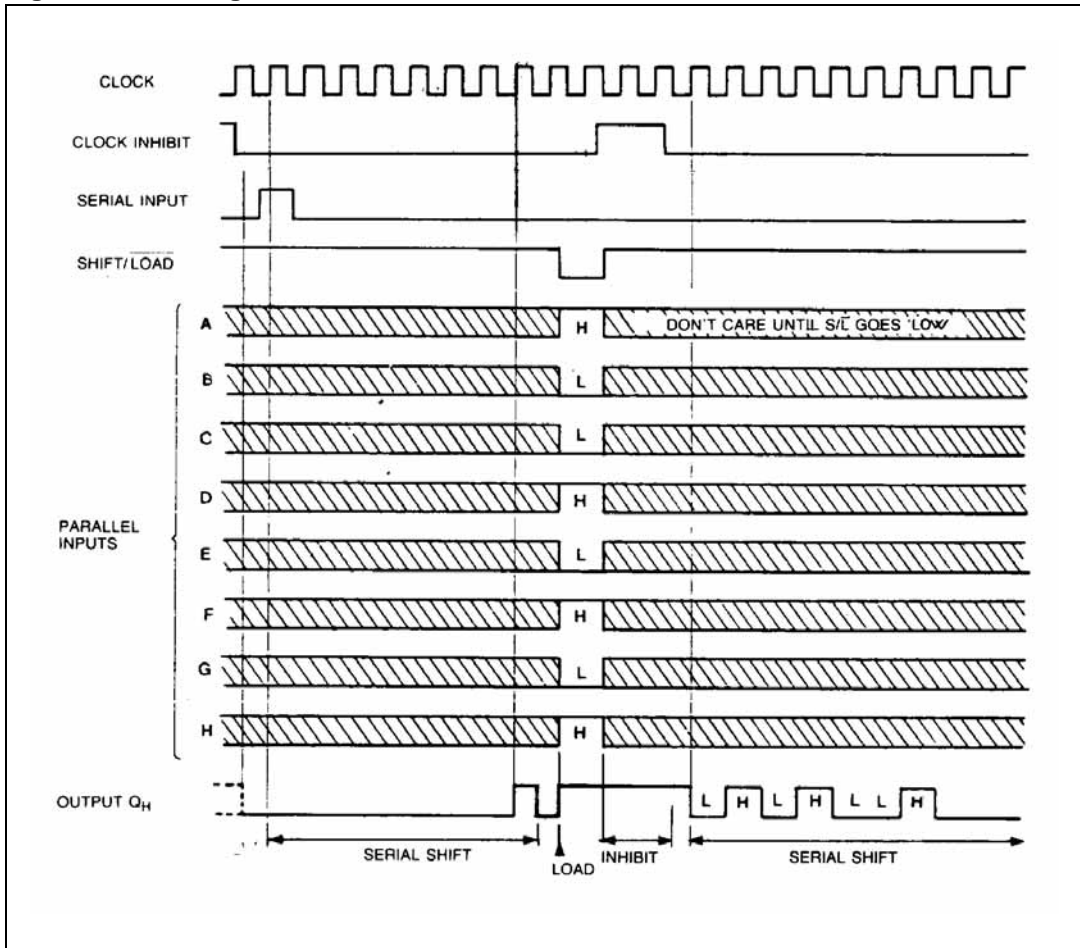 CLOCK
CLOCK INHIBIT
SERIAL INPUT
SHIFT/LOAD
PARALLEL
INPUTS
A H DON'T CARE UNTIL S/L GOES LOW
B L
C L
D H
E L
F H
G L
H H
OUTPUT QH L H L H L L H
SERIAL SHIFT LOAD INHIBIT SERIAL SHIFT